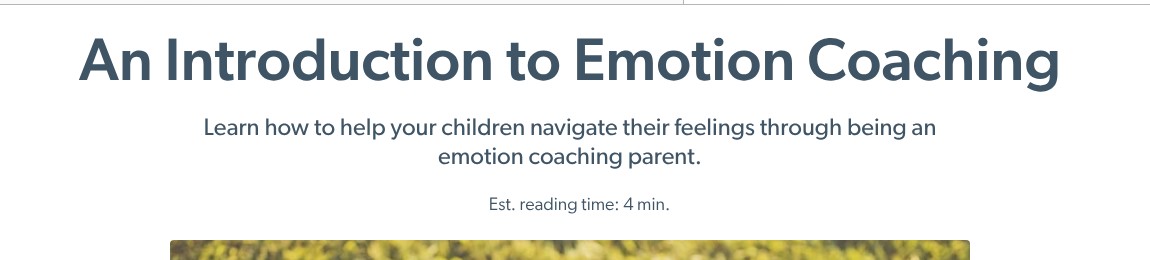 An Introduction to Emotion Coaching
Learn how to help your children navigate their feelings through being an
emotion coaching parent.
Est. reading time: 4 min.